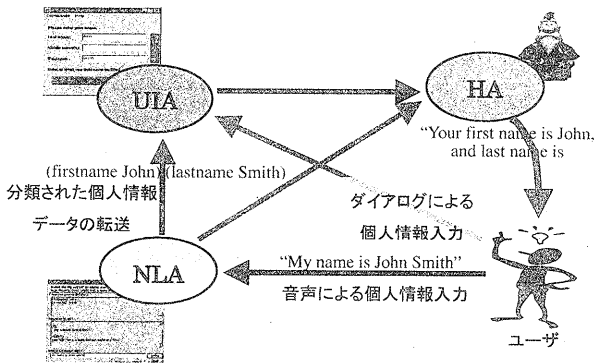 UIA
HA
"Your first name is John,
and last name is
(firstname John) (lastname Smith)
分類された個人情報
データの転送
ダイアログによる
個人情報入力
NLA
"My name is John Smith"
音声による個人情報入力
ユーザ